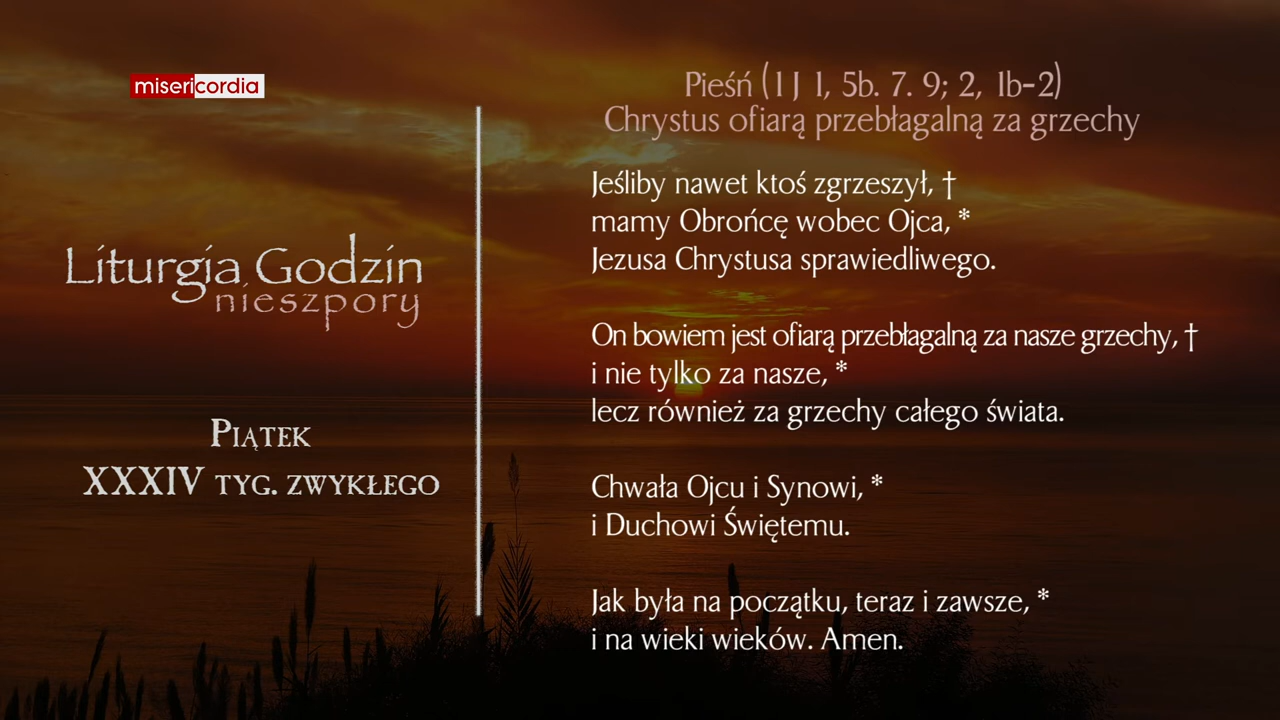 misericordia
Liturgia Godzin
nieszpory
Piątek
XXXIV tyg. zwykłego
Pieśń (1 J 1, 5b. 7. 9; 2, 1b-2)
Chrystus ofiarą przebłagalną za grzechy
Jeśliby nawet ktoś zgrzeszył, †
mamy Obrońcę wobec Ojca, *
Jezusa Chrystusa sprawiedliwego.
On bowiem jest ofiarą przebłagalną za nasze grzechy, †
i nie tylko za nasze, *
lecz również za grzechy całego świata.
Chwała Ojcu i Synowi, *
i Duchowi Świętemu.
Jak była na początku, teraz i zawsze, *
i na wieki wieków. Amen.